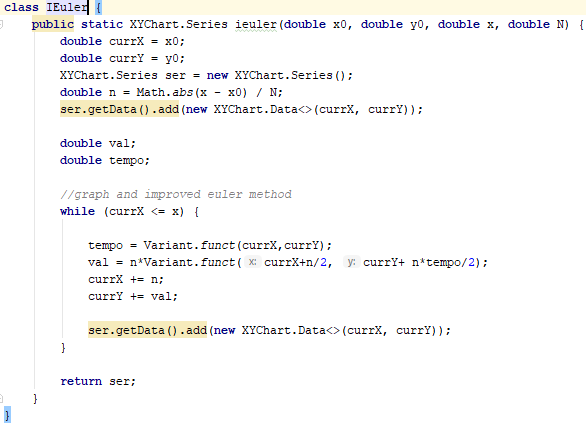 class IEuler {
public static XYChart.Series ieuler(double x0, double y0, double x, double N) {
double currX = x0;
double currY = y0;
XYChart.Series ser = new XYChart.Series();
double n = Math.abs(x - x0) / N;
ser.getData().add(new XYChart.Data<>(currX, currY));
double val;
double tempo;
//graph and improved euler method
while (currX <= x) {
tempo = Variant.funct(currX,currY);
val = n*Variant.funct( x: currX+n/2, y: currY+ n*tempo/2);
currX += n;
currY += val;
ser.getData().add(new XYChart.Data<>(currX, currY));
}
return ser;
}
}